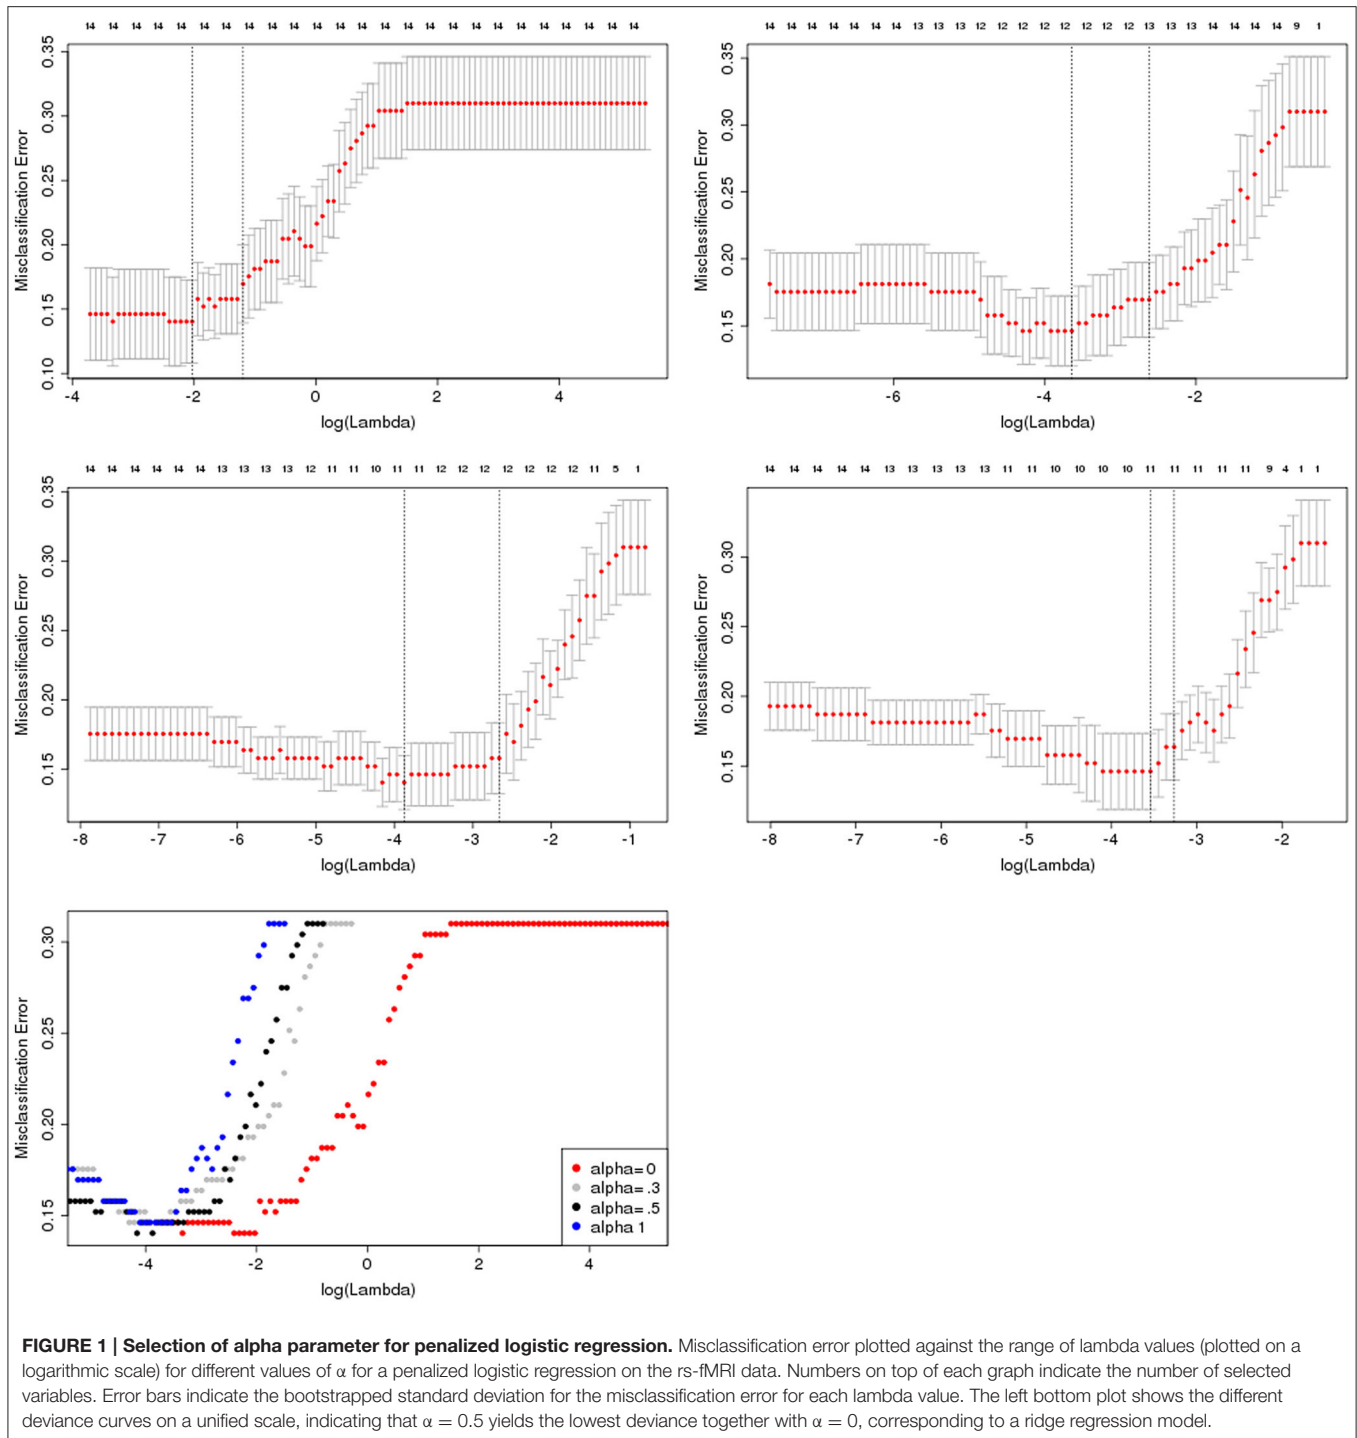 14 14 14 14 14 14 14 14 14 14 14 14 14 14 14 14 14 14 14 14 14
0.35
0.30
0.25
0.20
0.15
0.10
Misclassification Error
-4 -2 0 2 4
log(Lambda)
14 14 14 14 14 14 13 13 12 12 12 12 12 12 12 12 13 13 14 14 14 14 14 9 1
0.35
0.30
0.25
0.20
0.15
Misclassification Error
-6 -4 -2
log(Lambda)
14 14 14 14 14 14 13 13 13 13 12 11 11 10 11 11 12 12 12 12 12 12 12 11 5 1
0.35
0.30
0.25
0.20
0.15
Misclassification Error
-8 -7 -6 -5 -4 -3 -2 -1
log(Lambda)
14 14 14 14 14 13 13 13 13 13 11 11 10 10 10 10 11 11 11 11 11 9 4 1 1
0.30
0.25
0.20
0.15
Misclassification Error
-8 -7 -6 -5 -4 -3 -2
log(Lambda)
0.30
0.25
0.20
0.15
Misclassification Error
alpha= 0
alpha= .3
alpha= .5
alpha 1
-4 -2 0 2 4
log(Lambda)
FIGURE 1 | Selection of alpha parameter for penalized logistic regression. Misclassification error plotted against the range of lambda values (plotted on a
logarithmic scale) for different values of α for a penalized logistic regression on the rs-fMRI data. Numbers on top of each graph indicate the number of selected
variables. Error bars indicate the bootstrapped standard deviation for the misclassification error for each lambda value. The left bottom plot shows the different
deviance curves on a unified scale, indicating that α = 0.5 yields the lowest deviance together with α = 0, corresponding to a ridge regression model.